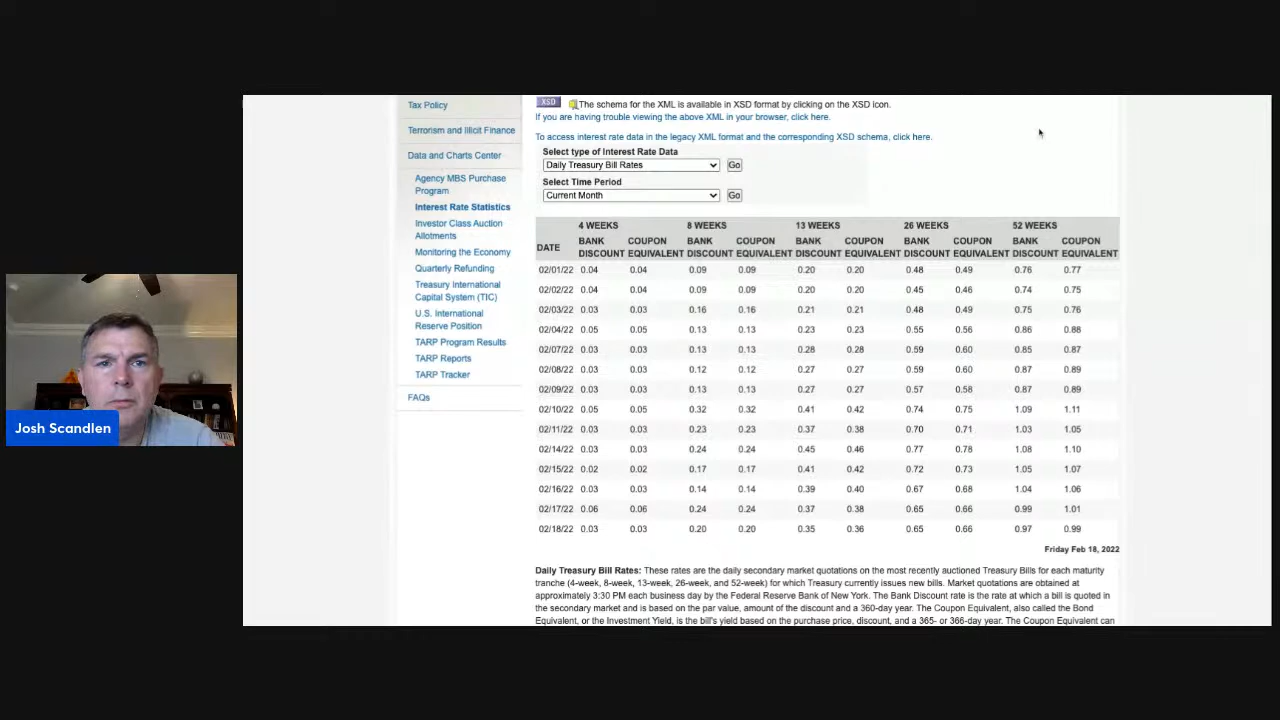 Tax Policy
Terrorism and Illicit Finance
Data and Charts Center
Agency MBS Purchase
Program
Interest Rate Statistics
Investor Class Auction
Allotments
Monitoring the Economy
Quarterly Refunding
Treasury International
Capital System (TIC)
U.S. International
Reserve Position
TARP Program Results
TARP Reports
TARP Tracker
FAQs
Josh Scandlen
XSD The schema for the XML is available in XSD format by clicking on the XSD icon.
If you are having trouble viewing the above XML in your browser, click here.
To access interest rate data in the legacy XML format and the corresponding XSD schema, click here.
Select type of Interest Rate Data
Daily Treasury Bill Rates Go
Select Time Period
Current Month Go
4 WEEKS 8 WEEKS 13 WEEKS 26 WEEKS 52 WEEKS
DATE BANK DISCOUNT COUPON EQUIVALENT BANK DISCOUNT COUPON EQUIVALENT BANK DISCOUNT COUPON EQUIVALENT BANK DISCOUNT COUPON EQUIVALENT BANK DISCOUNT COUPON EQUIVALENT
02/01/22 0.04 0.04 0.09 0.09 0.20 0.20 0.48 0.49 0.76 0.77
02/02/22 0.04 0.04 0.09 0.09 0.20 0.20 0.45 0.46 0.74 0.75
02/03/22 0.03 0.03 0.16 0.16 0.21 0.21 0.48 0.49 0.75 0.76
02/04/22 0.05 0.05 0.13 0.13 0.23 0.23 0.55 0.56 0.86 0.88
02/07/22 0.03 0.03 0.13 0.13 0.28 0.28 0.59 0.60 0.85 0.87
02/08/22 0.03 0.03 0.12 0.12 0.27 0.27 0.59 0.60 0.87 0.89
02/09/22 0.03 0.03 0.13 0.13 0.27 0.27 0.57 0.58 0.87 0.89
02/10/22 0.05 0.05 0.32 0.32 0.41 0.42 0.74 0.75 1.09 1.11
02/11/22 0.03 0.03 0.23 0.23 0.37 0.38 0.70 0.71 1.03 1.05
02/14/22 0.03 0.03 0.24 0.24 0.45 0.46 0.77 0.78 1.08 1.10
02/15/22 0.02 0.02 0.17 0.17 0.41 0.42 0.72 0.73 1.05 1.07
02/16/22 0.03 0.03 0.14 0.14 0.39 0.40 0.67 0.68 1.04 1.06
02/17/22 0.06 0.06 0.24 0.24 0.37 0.38 0.65 0.66 0.99 1.01
02/18/22 0.03 0.03 0.20 0.20 0.35 0.36 0.65 0.66 0.97 0.99
Friday Feb 18, 2022
Daily Treasury Bill Rates: These rates are the daily secondary market quotations on the most recently auctioned Treasury Bills for each maturity
tranche (4-week, 8-week, 13-week, 26-week, and 52-week) for which Treasury currently issues new bills. Market quotations are obtained at
approximately 3:30 PM each business day by the Federal Reserve Bank of New York. The Bank Discount rate is the rate at which a bill is quoted in
the secondary market and is based on the par value, amount of the discount and a 360-day year. The Coupon Equivalent, also called the Bond
Equivalent, or the Investment Yield, is the bill's yield based on the purchase price, discount, and a 365- or 366-day year. The Coupon Equivalent can